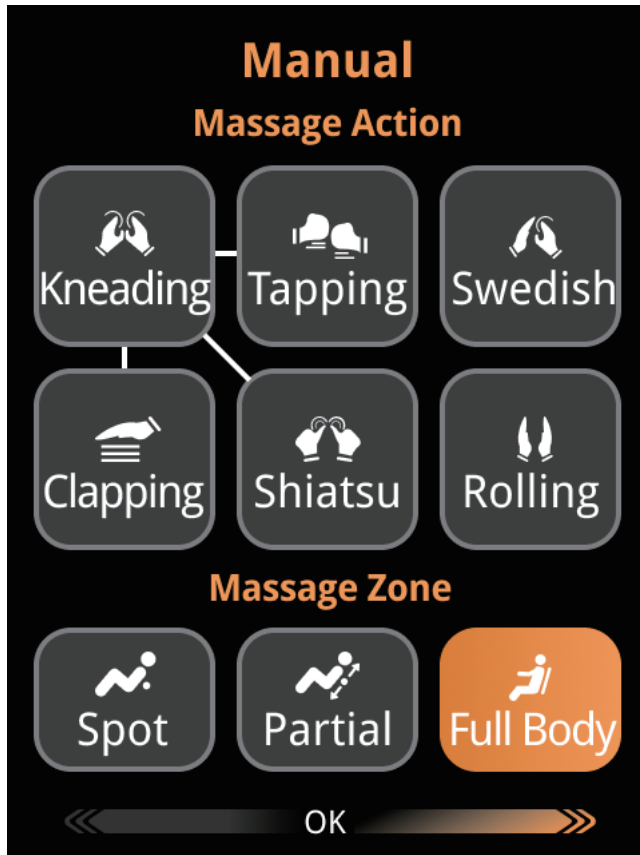 Manual
Massage Action
Kneading Tapping Swedish
Clapping Shiatsu Rolling
Massage Zone
Spot Partial Full Body
OK